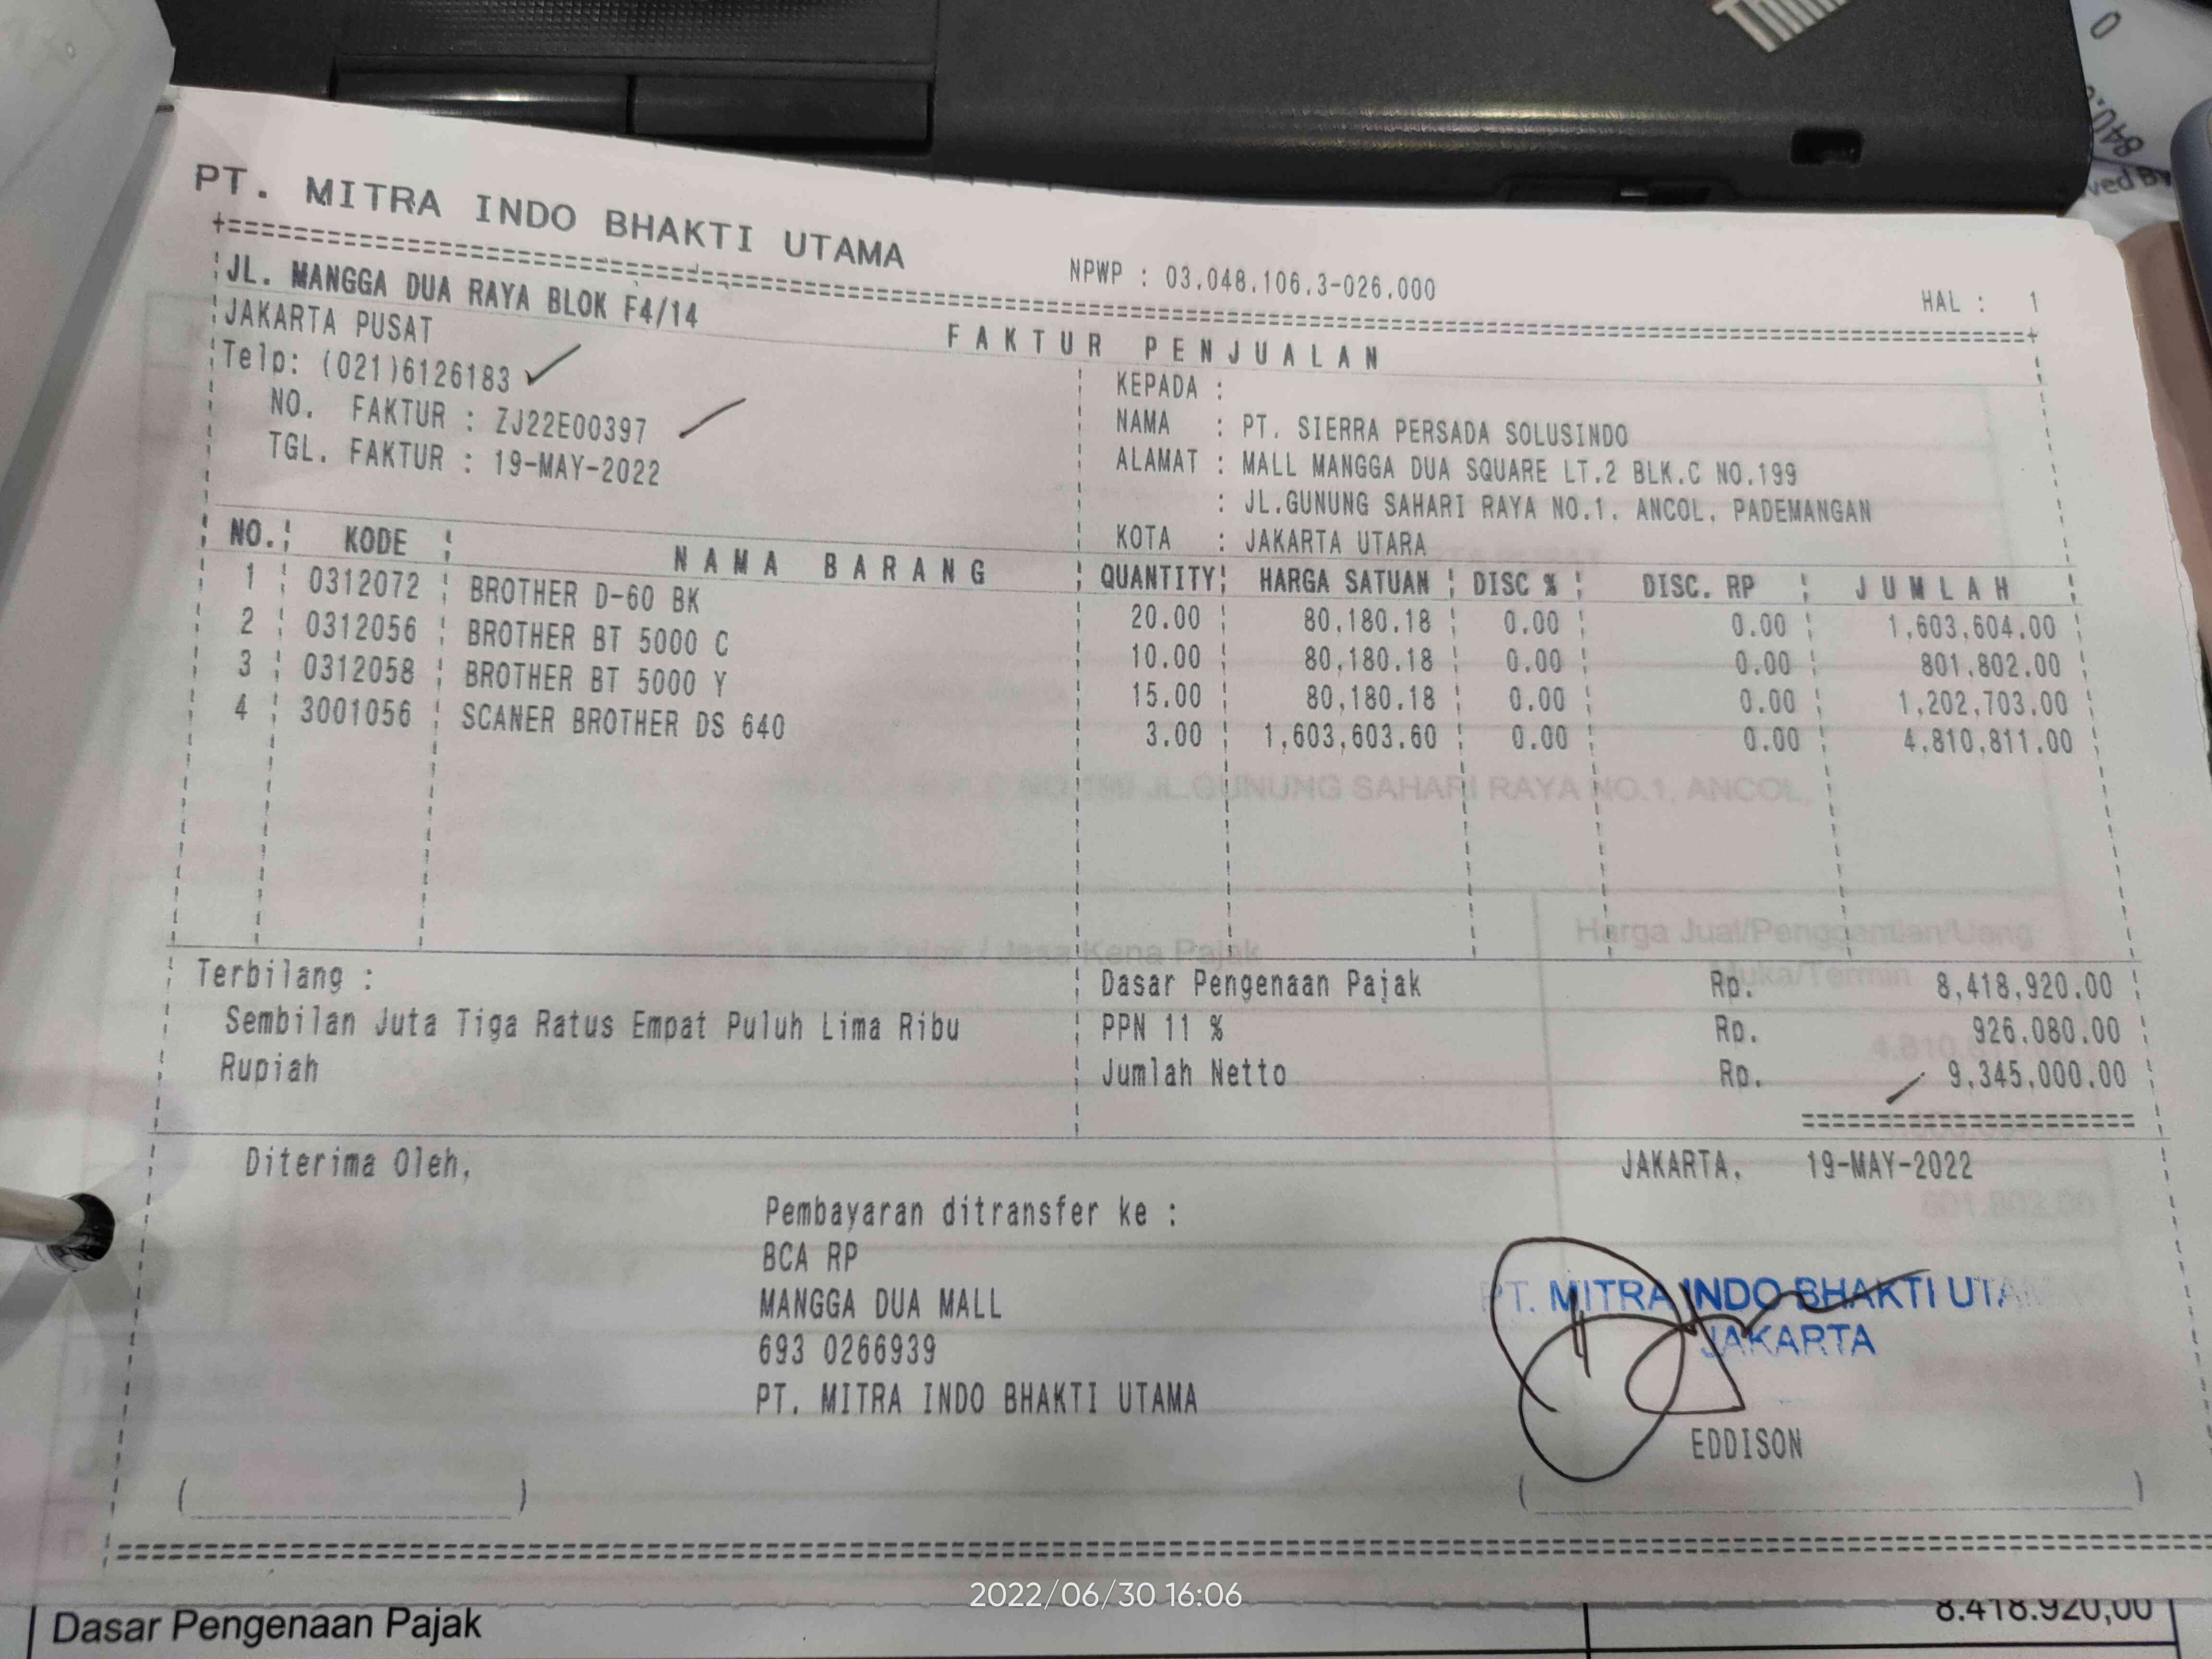 PT. MITRA INDO BHAKTI UTAMA
NPWP : 03.048.106.3-026.000
HAL : 1
JL. MANGGA DUA RAYA BLOK F4/14
JAKARTA PUSAT
Telp: (021)6126183
FAKTUR PENJUALAN
NO. FAKTUR : ZJ22E00397
TGL. FAKTUR : 19-MAY-2022
KEPADA :
NAMA : PT. SIERRA PERSADA SOLUSINDO
ALAMAT : MALL MANGGA DUA SQUARE LT.2 BLK.C NO.199
: JL.GUNUNG SAHARI RAYA NO.1. ANCOL. PADEMANGAN
KOTA : JAKARTA UTARA
NO. KODE NAMA BARANG QUANTITY HARGA SATUAN DISC % DISC. RP JUMLAH
1 0312072 BROTHER D-60 BK 20.00 80,180.18 0.00 0.00 1,603,604.00
2 0312056 BROTHER BT 5000 C 10.00 80,180.18 0.00 0.00 801,802.00
3 0312058 BROTHER BT 5000 Y 15.00 80,180.18 0.00 0.00 1,202,703.00
4 3001056 SCANER BROTHER DS 640 3.00 1,603,603.60 0.00 0.00 4,810,811.00
Terbilang :
Sembilan Juta Tiga Ratus Empat Puluh Lima Ribu
Rupiah
Dasar Pengenaan Pajak Rp. 8,418,920.00
PPN 11 % Rp. 926,080.00
Jumlah Netto Rp. 9,345,000.00
Diterima Oleh,
JAKARTA, 19-MAY-2022
Pembayaran ditransfer ke :
BCA RP
MANGGA DUA MALL
693 0266939
PT. MITRA INDO BHAKTI UTAMA
PT. MITRA INDO BHAKTI UTAMA
JAKARTA
EDDISON
2022/06/30 16:06
Dasar Pengenaan Pajak 8.418.920,00